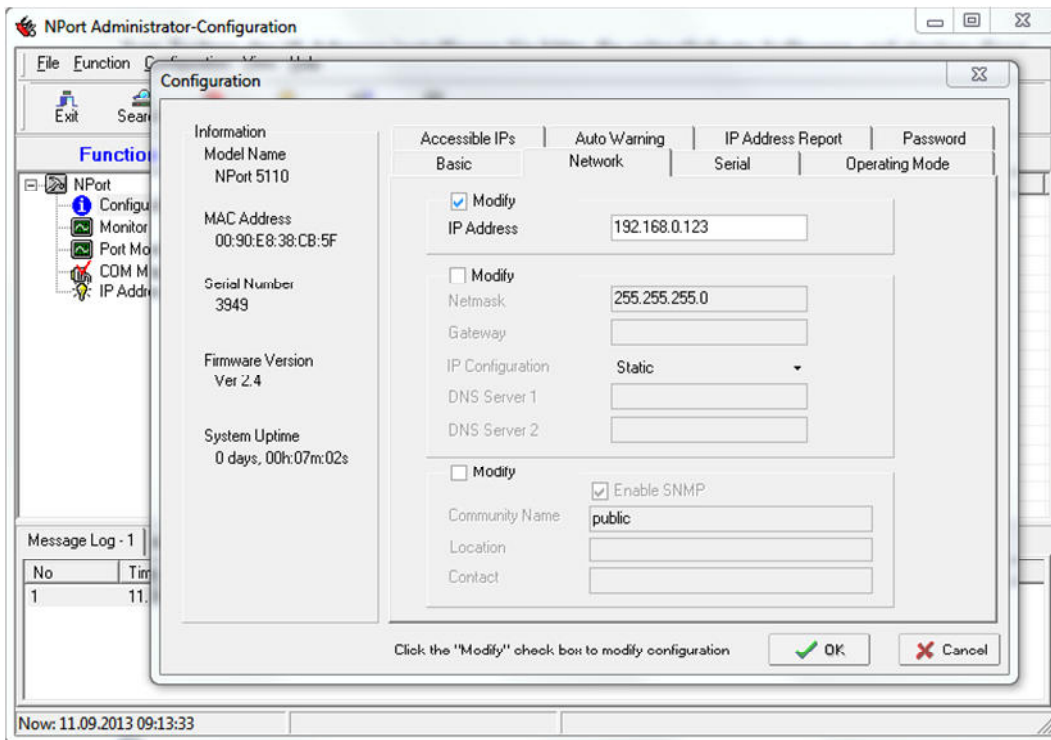 NPort Administrator-Configuration
File Function
Exit
Configuration
Information
Model Name
NPort 5110
MAC Address
00:90:E8:38:CB:5F
Serial Number
3949
Firmware Version
Ver 2.4
System Uptime
0 days, 00h:07m:02s
Accessible IPs Auto Warning IP Address Report Password
Basic Network Serial Operating Mode
Modify
IP Address 192.168.0.123
Modify
Netmask 255.255.255.0
Gateway
IP Configuration Static
DNS Server 1
DNS Server 2
Modify
Enable SNMP
Community Name public
Location
Contact
Click the "Modify" check box to modify configuration
OK
Cancel
NPort
Monitor
COM
Message Log - 1
No
1 11.
Now: 11.09.2013 09:13:33